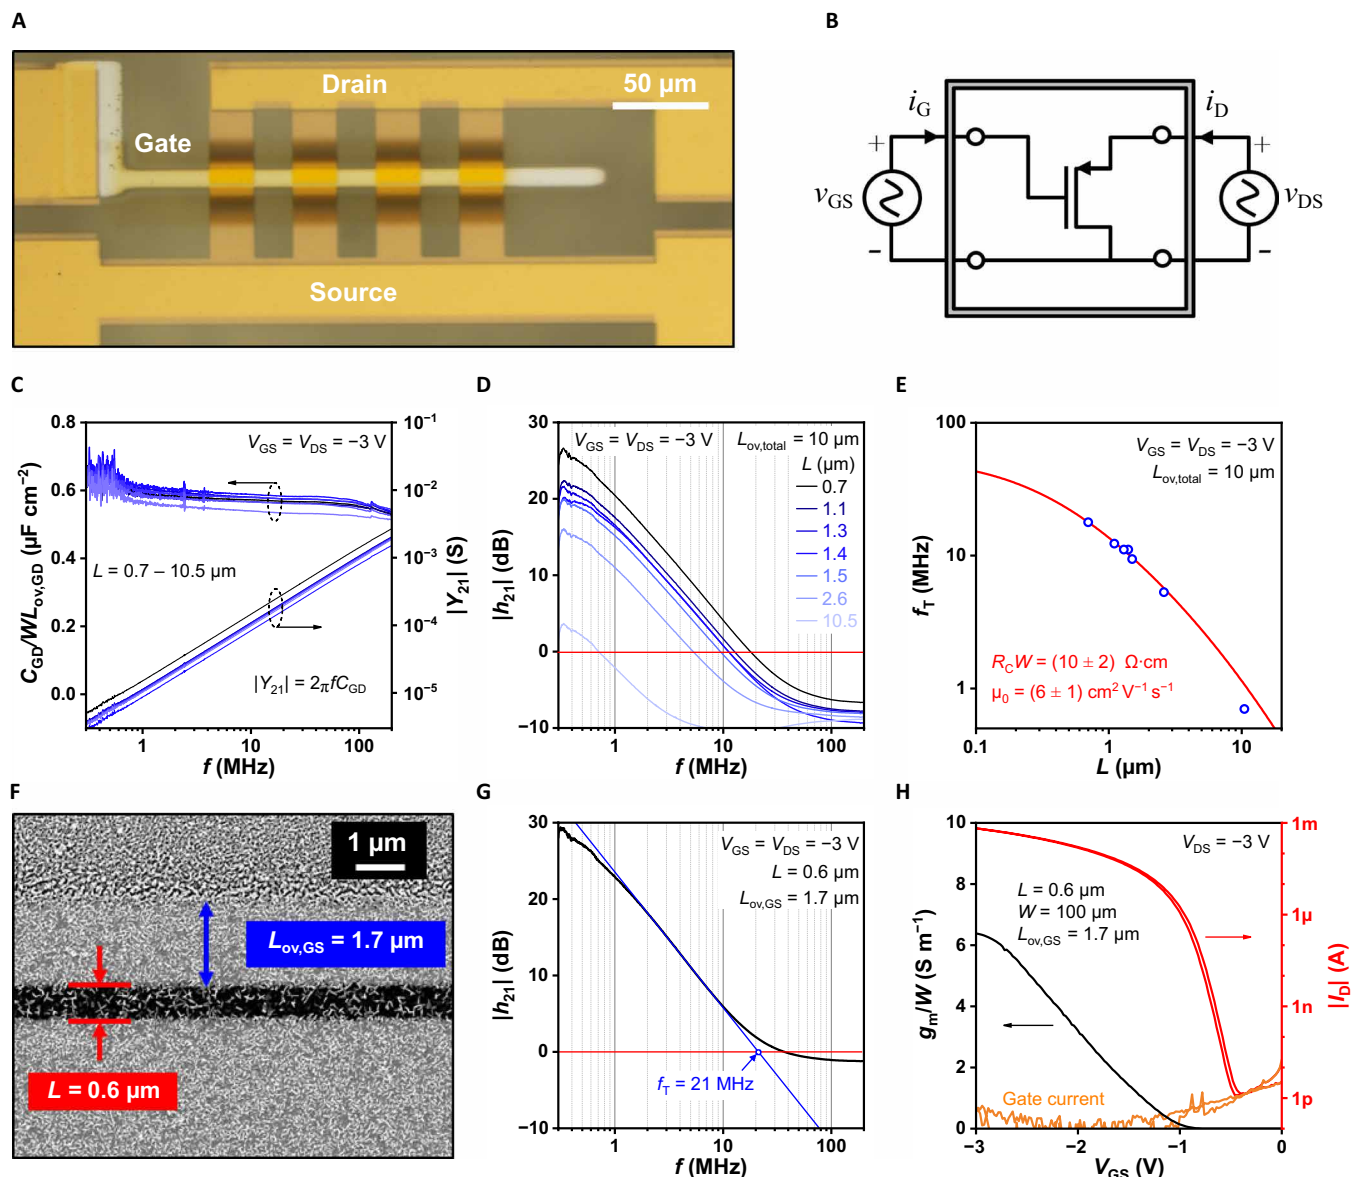 A
Drain
50 μm
Gate
Source
B
iG
iD
+
+
vGS
vDS
−
−
C
0.8
0.6
0.4
0.2
0.0
CGD/WLov,GD (μF cm−2)
VGS = VDS = −3 V
L = 0.7 – 10.5 μm
|Y21| = 2πfCGD
10−1
10−2
10−3
10−4
10−5
|Y21| (S)
1
10
100
f (MHz)
D
30
20
10
0
−10
|h21| (dB)
VGS = VDS = −3 V
Lov,total = 10 μm
L (μm)
0.7
1.1
1.3
1.4
1.5
2.6
10.5
1
10
100
f (MHz)
E
100
10
1
fT (MHz)
VGS = VDS = −3 V
Lov,total = 10 μm
RCW = (10 ± 2) Ω·cm
μ0 = (6 ± 1) cm2 V−1 s−1
0.1
1
10
L (μm)
F
1 μm
Lov,GS = 1.7 μm
L = 0.6 μm
G
30
20
10
0
−10
|h21| (dB)
VGS = VDS = −3 V
L = 0.6 μm
Lov,GS = 1.7 μm
fT = 21 MHz
1
10
100
f (MHz)
H
10
8
6
4
2
0
gm/W (S m−1)
VDS = −3 V
L = 0.6 μm
W = 100 μm
Lov,GS = 1.7 μm
Gate current
1m
1μ
1n
1p
|ID| (A)
−3
−2
−1
0
VGS (V)